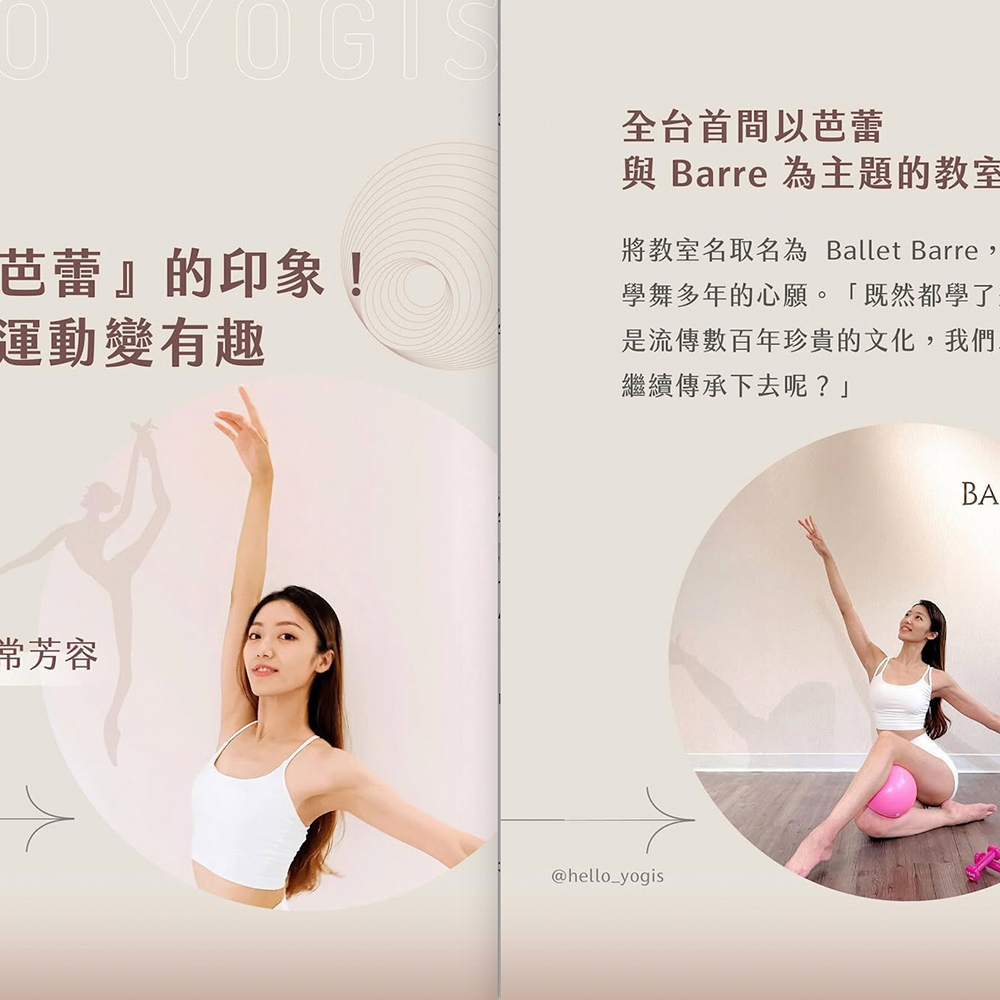 O YOGIS
芭蕾』的印象！
運動變有趣
常芳容
全台首間以芭蕾
與 Barre 為主題的教室
將教室名取名為 Ballet Barre，
學舞多年的心願。「既然都學了
是流傳數百年珍貴的文化，我們
繼續傳承下去呢？」
BA
@hello_yogis